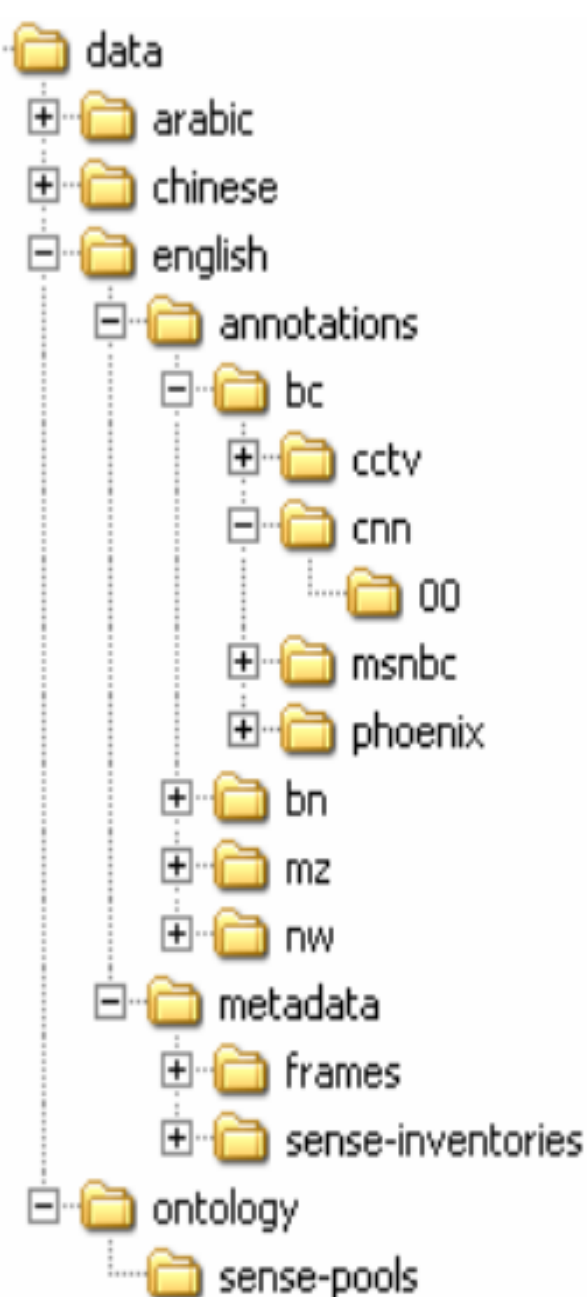 data
arabic
chinese
english
annotations
bc
cctv
cnn
00
msnbc
phoenix
bn
mz
nw
metadata
frames
sense-inventories
ontology
sense-pools